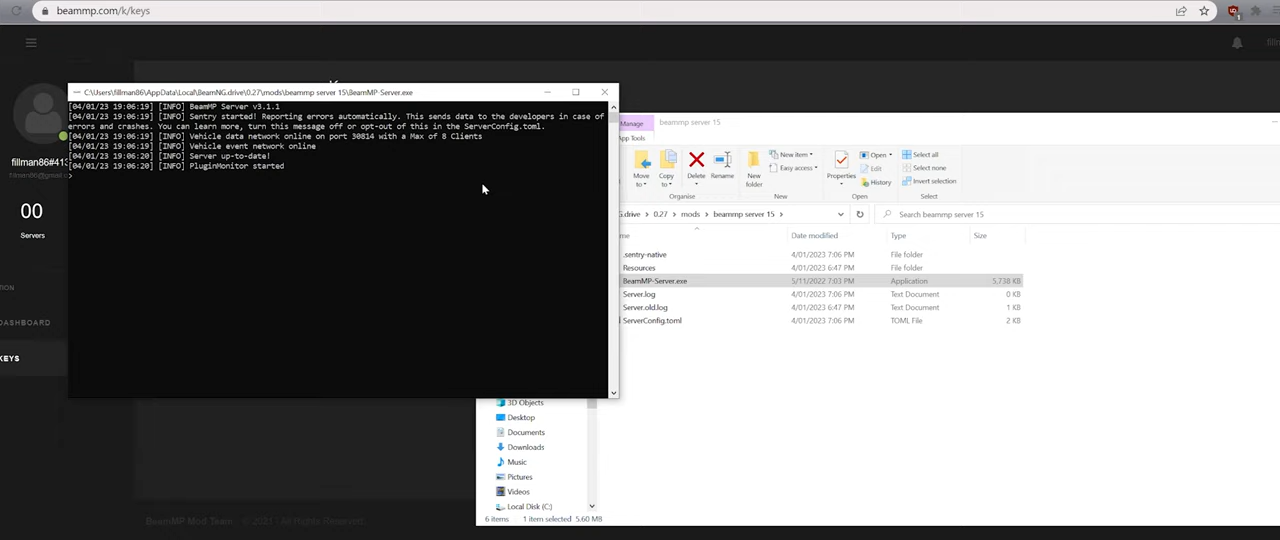 beammp.com/k/keys
C:\Users\fillman86\AppData\Local\BeamNG.drive\0.27\mods\beammp server 15\BeamMP-Server.exe
[04/01/23 19:06:19] [INFO] BeamMP Server v3.1.1
[04/01/23 19:06:19] [INFO] Sentry started! Reporting errors automatically. This sends data to the developers in case of
errors and crashes. You can learn more, turn this message off or opt-out of this in the ServerConfig.toml.
[04/01/23 19:06:19] [INFO] Vehicle data network online on port 30814 with a Max of 8 Clients
[04/01/23 19:06:19] [INFO] Vehicle event network online
[04/01/23 19:06:20] [INFO] Server up-to-date!
[04/01/23 19:06:20] [INFO] PluginMonitor started
>
fillman86#413
00
Servers
DASHBOARD
KEYS
Manage
beammp server 15
App Tools
Move to
Copy to
Delete
Rename
New folder
New item
Easy access
Properties
Open
Edit
History
Select all
Select none
Invert selection
Organise
New
Open
Select
G.drive > 0.27 > mods > beammp server 15 >
Search beammp server 15
Date modified
Type
Size
.sentry-native 4/01/2023 7:06 PM File folder
Resources 4/01/2023 6:47 PM File folder
BeamMP-Server.exe 5/11/2022 7:03 PM Application 5,738 KB
Server.log 4/01/2023 7:06 PM Text Document 0 KB
Server.old.log 4/01/2023 6:47 PM Text Document 1 KB
ServerConfig.toml 4/01/2023 7:06 PM TOML File 2 KB
3D Objects
Desktop
Documents
Downloads
Music
Pictures
Videos
Local Disk (C:)
6 items 1 item selected 5.60 MB
BeamMP Mod Team © 2021 | All Rights Reserved.